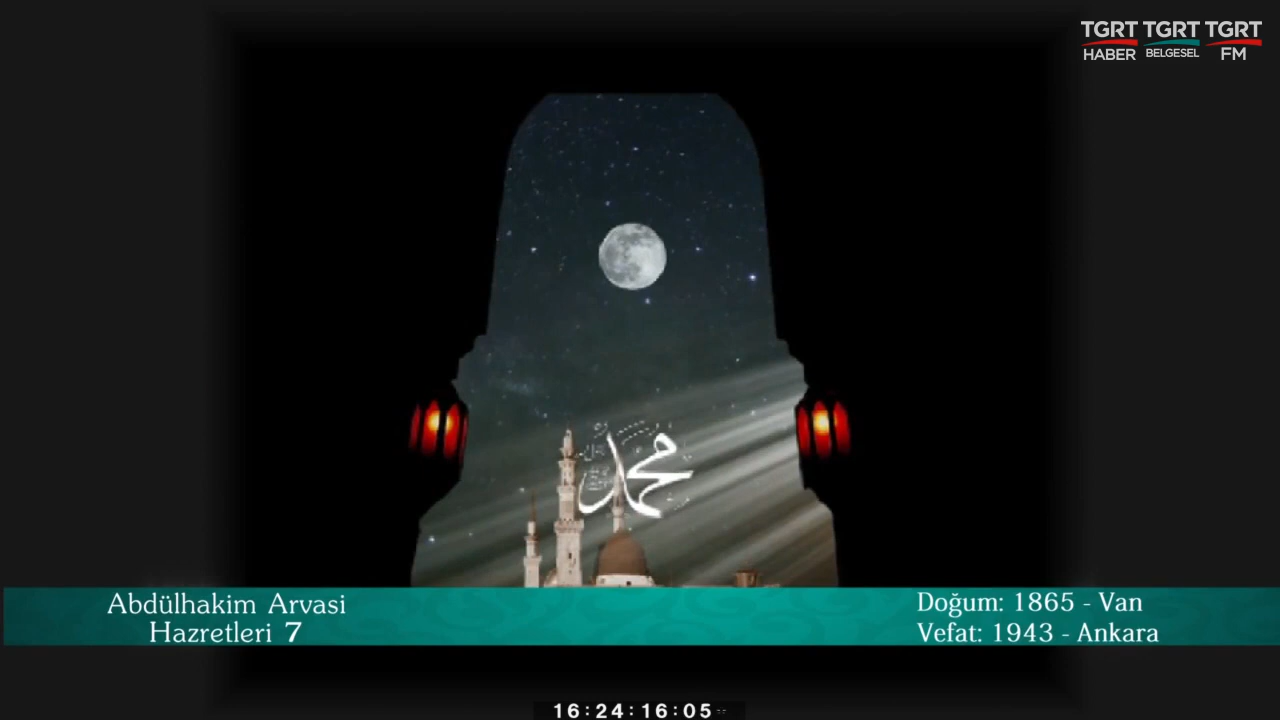 TGRT TGRT TGRT
HABER BELGESEL FM
محمد
Abdülhakim Arvasi
Hazretleri 7
Doğum: 1865 - Van
Vefat: 1943 - Ankara
16:24:16:05